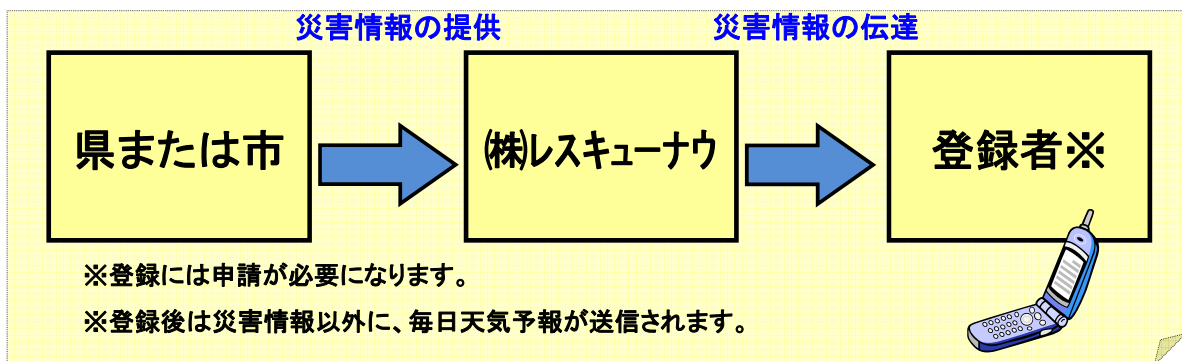 災害情報の提供
災害情報の伝達
県または市
㈱レスキューナウ
登録者※
※登録には申請が必要になります。
※登録後は災害情報以外に、毎日天気予報が送信されます。